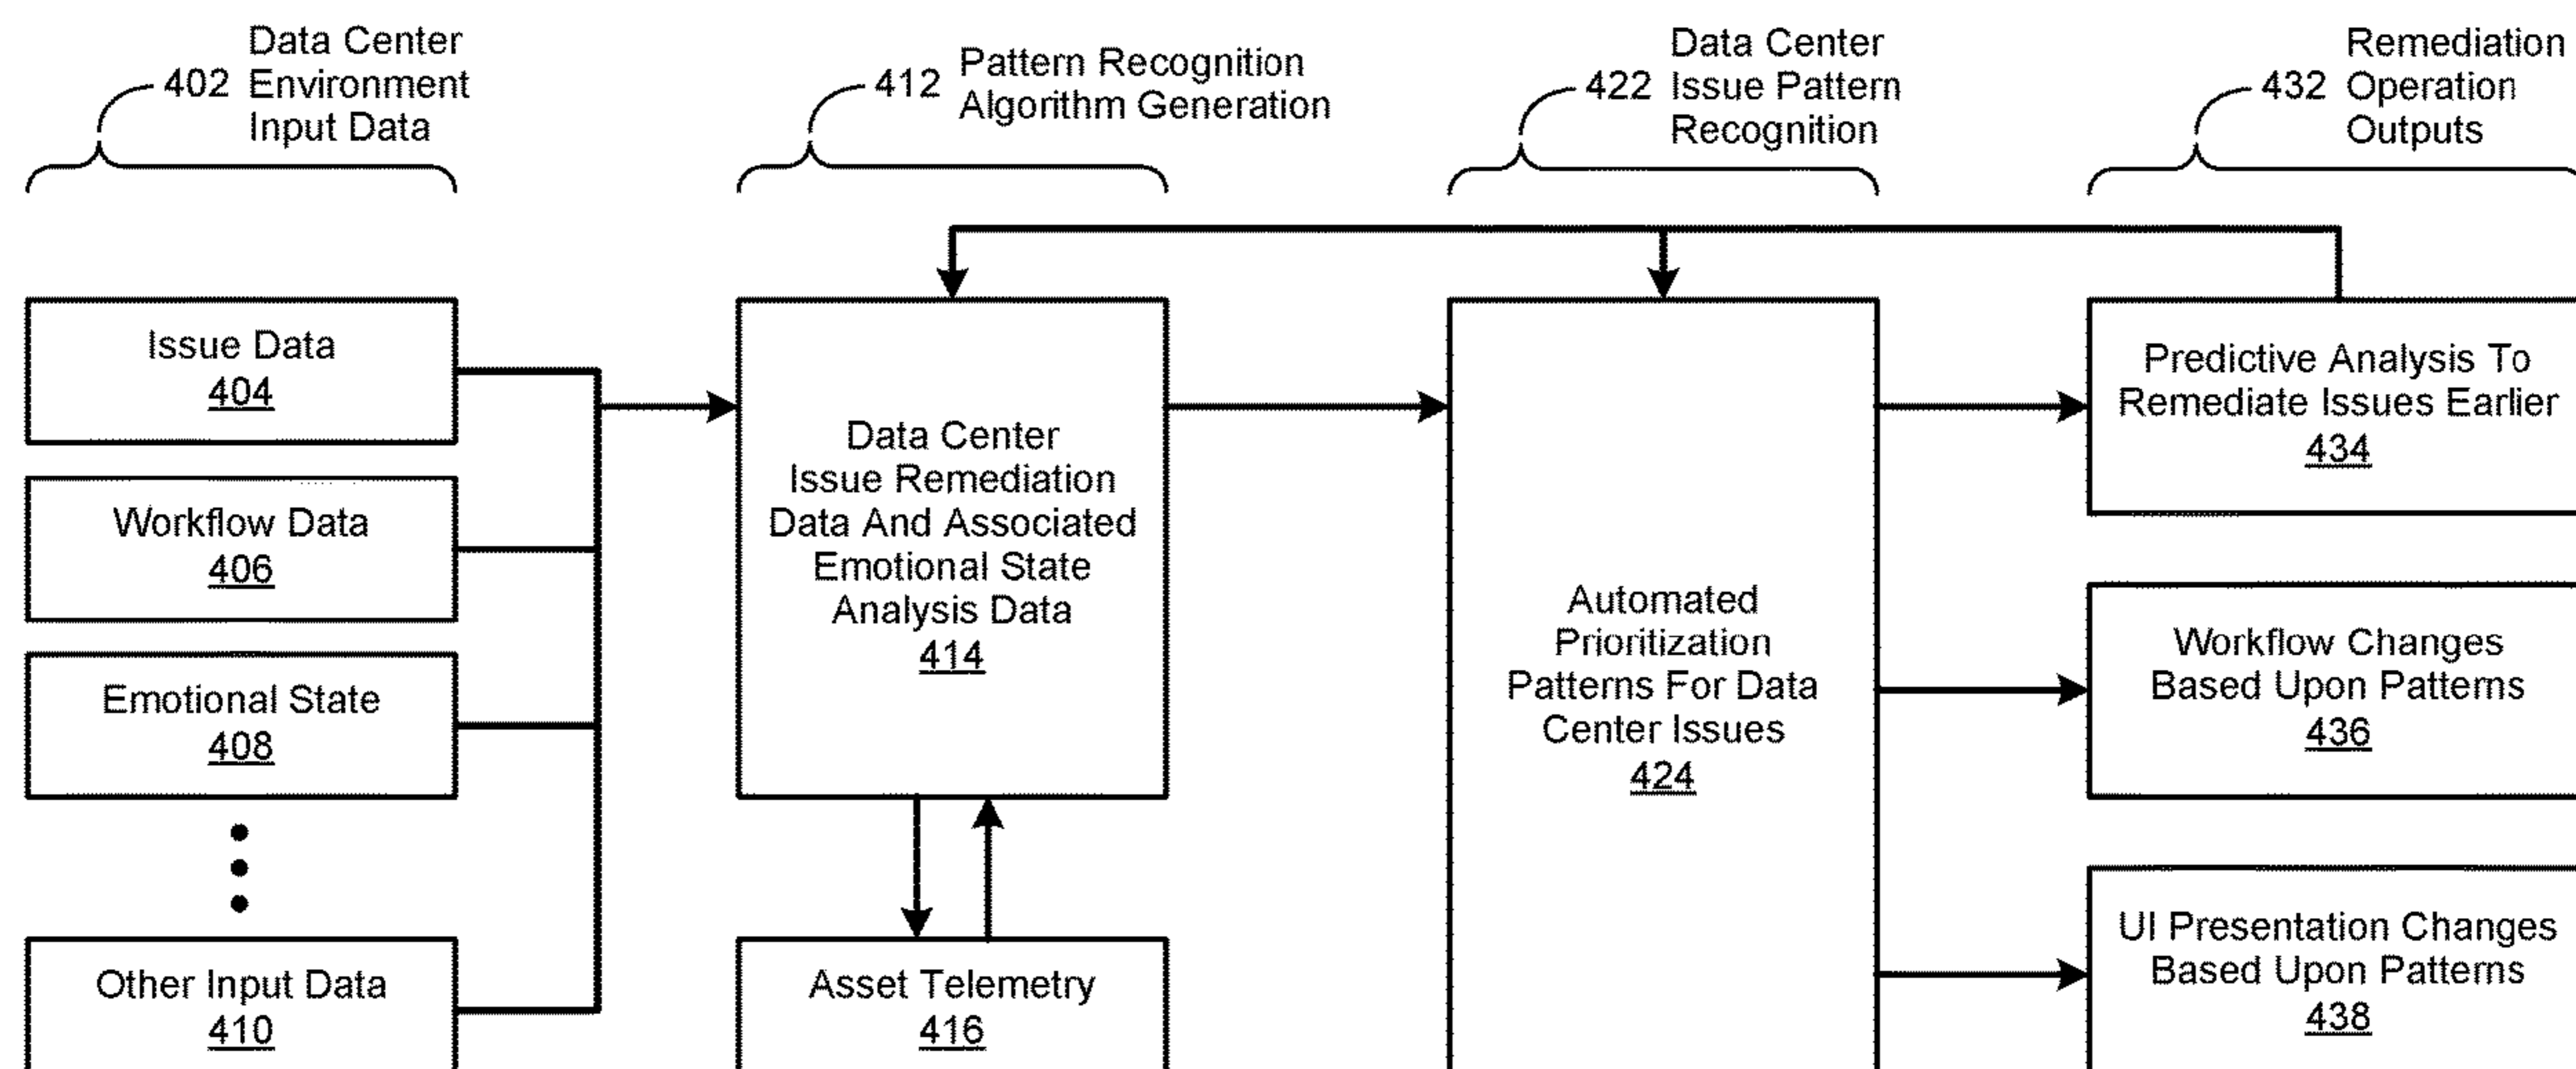 Data Center
402 Environment
Input Data
412 Pattern Recognition
Algorithm Generation
Data Center
422 Issue Pattern
Recognition
Remediation
432 Operation
Outputs
Issue Data
404
Workflow Data
406
Emotional State
408
Other Input Data
410
Data Center
Issue Remediation
Data And Associated
Emotional State
Analysis Data
414
Asset Telemetry
416
Automated
Prioritization
Patterns For Data
Center Issues
424
Predictive Analysis To
Remediate Issues Earlier
434
Workflow Changes
Based Upon Patterns
436
UI Presentation Changes
Based Upon Patterns
438